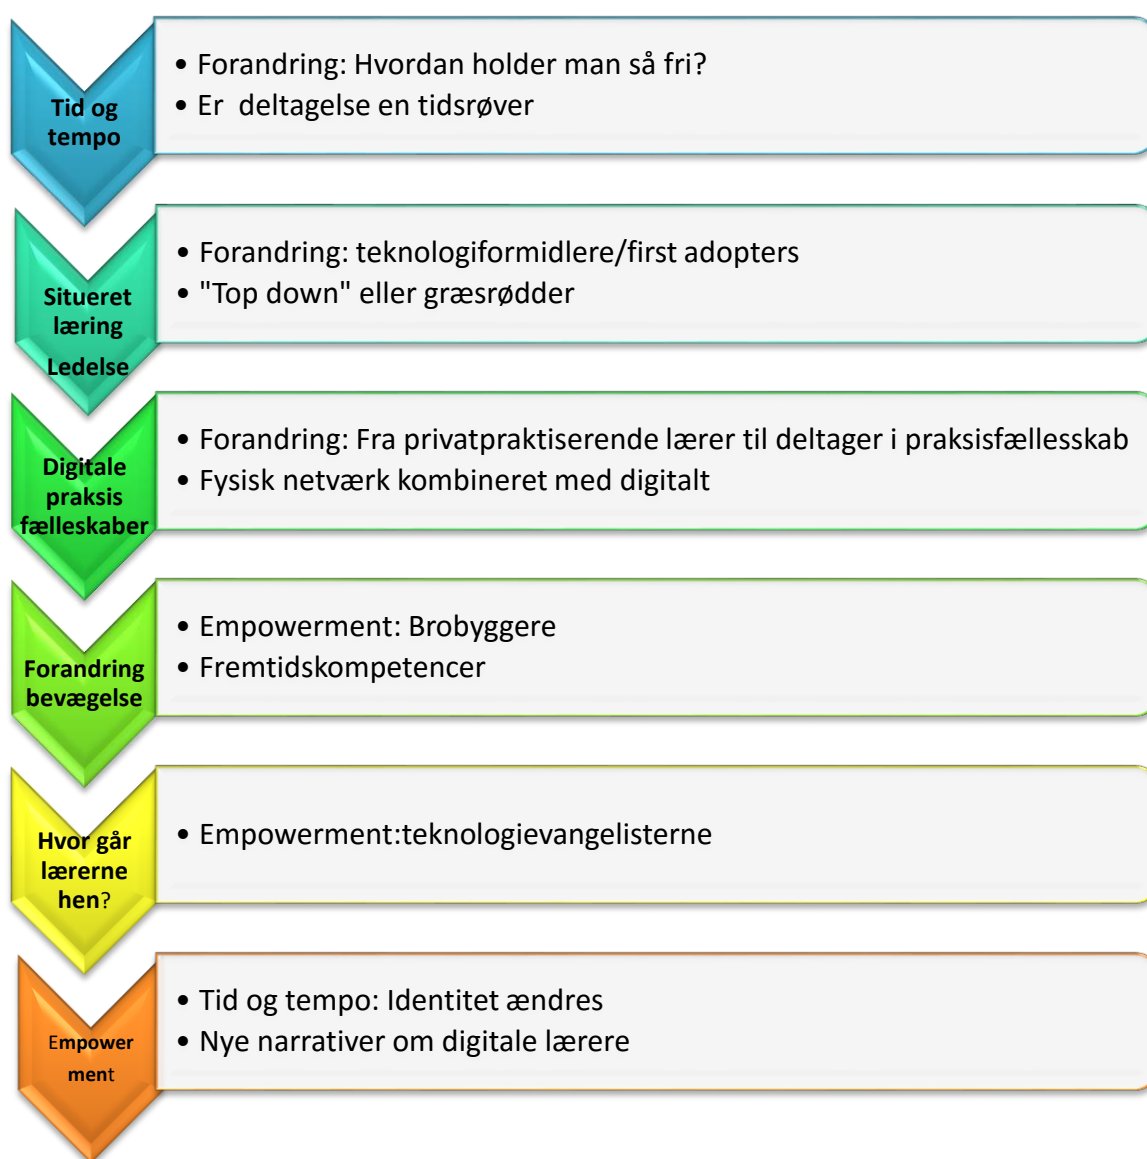 Tid og
tempo
• Forandring: Hvordan holder man så fri?
• Er  deltagelse en tidsrøver
Situeret
læring
Ledelse
• Forandring: teknologiformidlere/first adopters
• "Top down" eller græsrødder
Digitale
praksis
fælleskaber
• Forandring: Fra privatpraktiserende lærer til deltager i praksisfællesskab
• Fysisk netværk kombineret med digitalt
Forandring
bevægelse
• Empowerment: Brobyggere
• Fremtidskompetencer
Hvor går
lærerne
hen?
• Empowerment:teknologievangelisterne
Empower
ment
• Tid og tempo: Identitet ændres
• Nye narrativer om digitale lærere